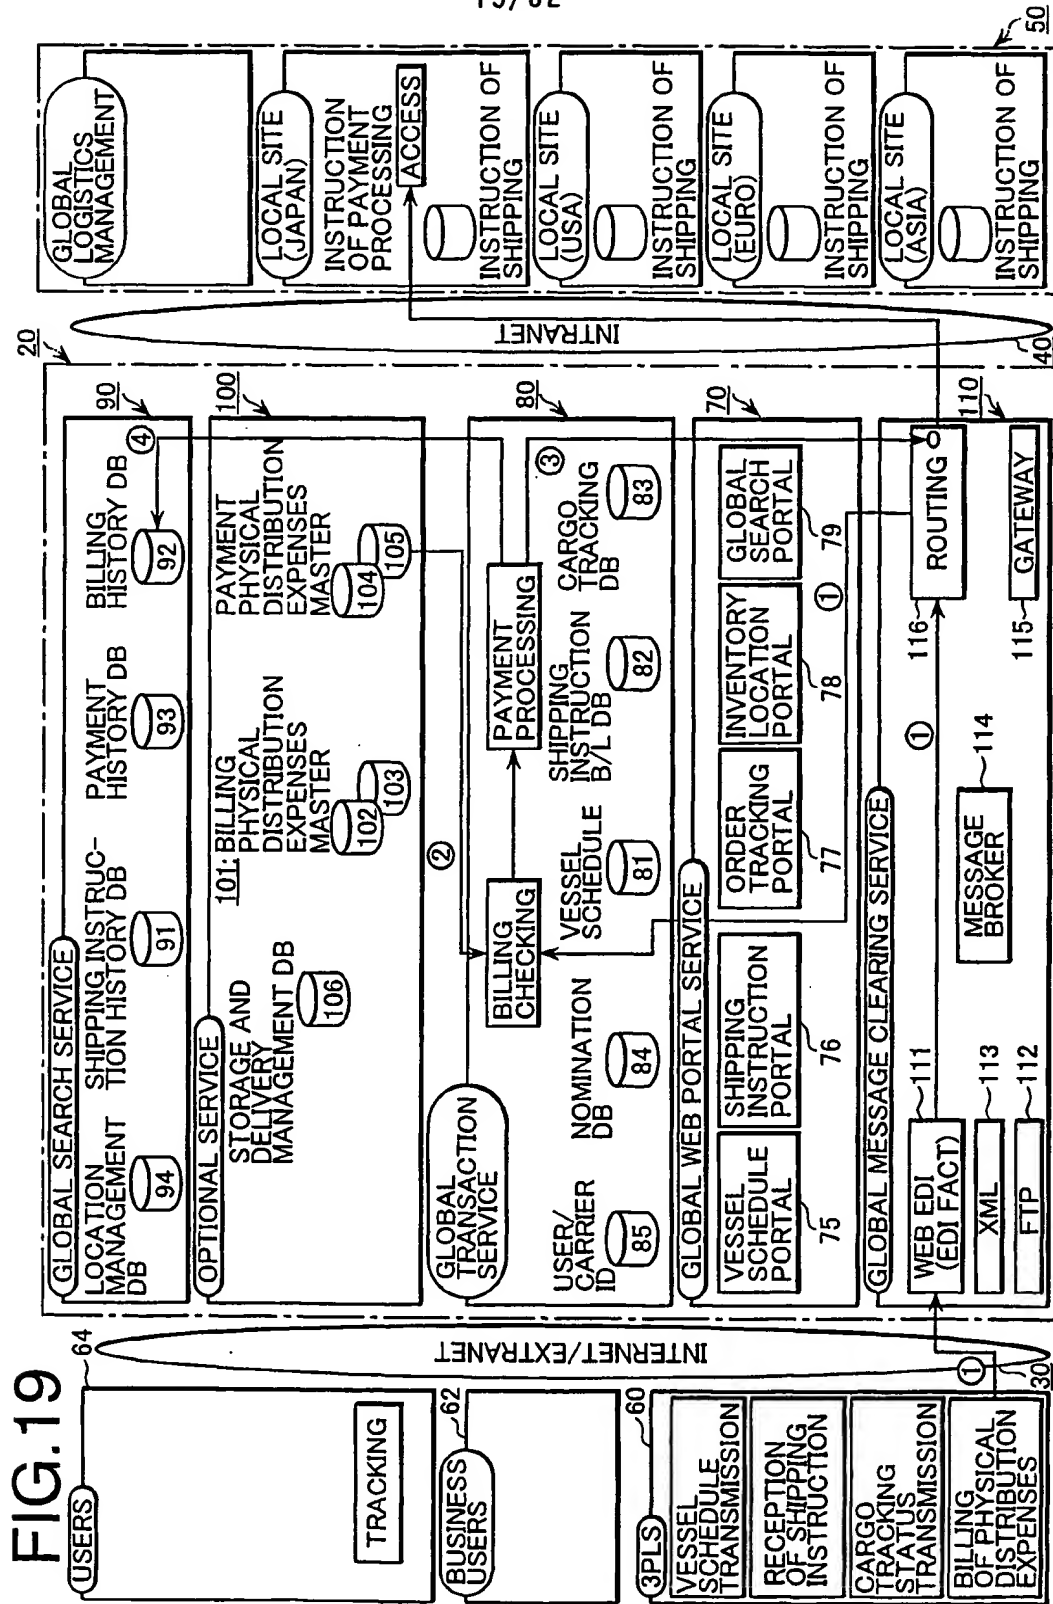 19/62
FIG.19
USERS
64
TRACKING
BUSINESS
USERS
62
3PLS
60
VESSEL
SCHEDULE
TRANSMISSION
RECEPTION
OF SHIPPING
INSTRUCTION
CARGO
TRACKING
STATUS
TRANSMISSION
BILLING
OF PHYSICAL
DISTRIBUTION
EXPENSES
INTERNET/EXTRANET
①
30
20
GLOBAL SEARCH SERVICE
90
LOCATION
MANAGEMENT
DB
94
SHIPPING INSTRUC-
TION HISTORY DB
91
PAYMENT
HISTORY DB
93
BILLING
HISTORY DB
92
④
OPTIONAL SERVICE
100
STORAGE AND
DELIVERY
MANAGEMENT DB
106
101: BILLING
PHYSICAL
DISTRIBUTION
EXPENSES
MASTER
102
103
PAYMENT
PHYSICAL
DISTRIBUTION
EXPENSES
MASTER
104
105
②
GLOBAL
TRANSACTION
SERVICE
80
BILLING
CHECKING
PAYMENT
PROCESSING
③
USER/
CARRIER
ID
85
NOMINATION
DB
84
VESSEL
SCHEDULE
81
SHIPPING
INSTRUCTION
B/L DB
82
CARGO
TRACKING
DB
83
GLOBAL WEB PORTAL SERVICE
70
VESSEL
SCHEDULE
PORTAL
75
SHIPPING
INSTRUCTION
PORTAL
76
ORDER
TRACKING
PORTAL
77
INVENTORY
LOCATION
PORTAL
78
①
GLOBAL
SEARCH
PORTAL
79
GLOBAL MESSAGE CLEARING SERVICE
110
WEB EDI
(EDI FACT)
111
XML
113
FTP
112
MESSAGE
BROKER
114
①
ROUTING
116
GATEWAY
115
INTRANET
40
50
GLOBAL
LOGISTICS
MANAGEMENT
LOCAL SITE
(JAPAN)
INSTRUCTION
OF PAYMENT
PROCESSING
ACCESS
INSTRUCTION OF
SHIPPING
LOCAL SITE
(USA)
INSTRUCTION OF
SHIPPING
LOCAL SITE
(EURO)
INSTRUCTION OF
SHIPPING
LOCAL SITE
(ASIA)
INSTRUCTION OF
SHIPPING